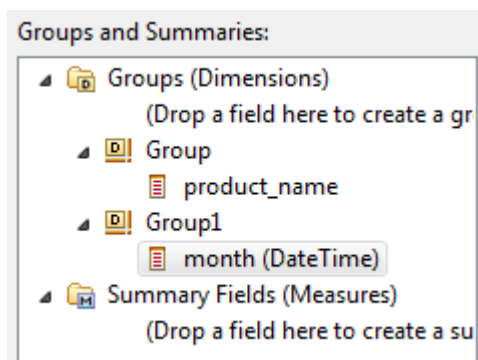 Groups and Summaries:
Groups (Dimensions)
(Drop a field here to create a gr
Group
product_name
Group1
month (DateTime)
Summary Fields (Measures)
(Drop a field here to create a su